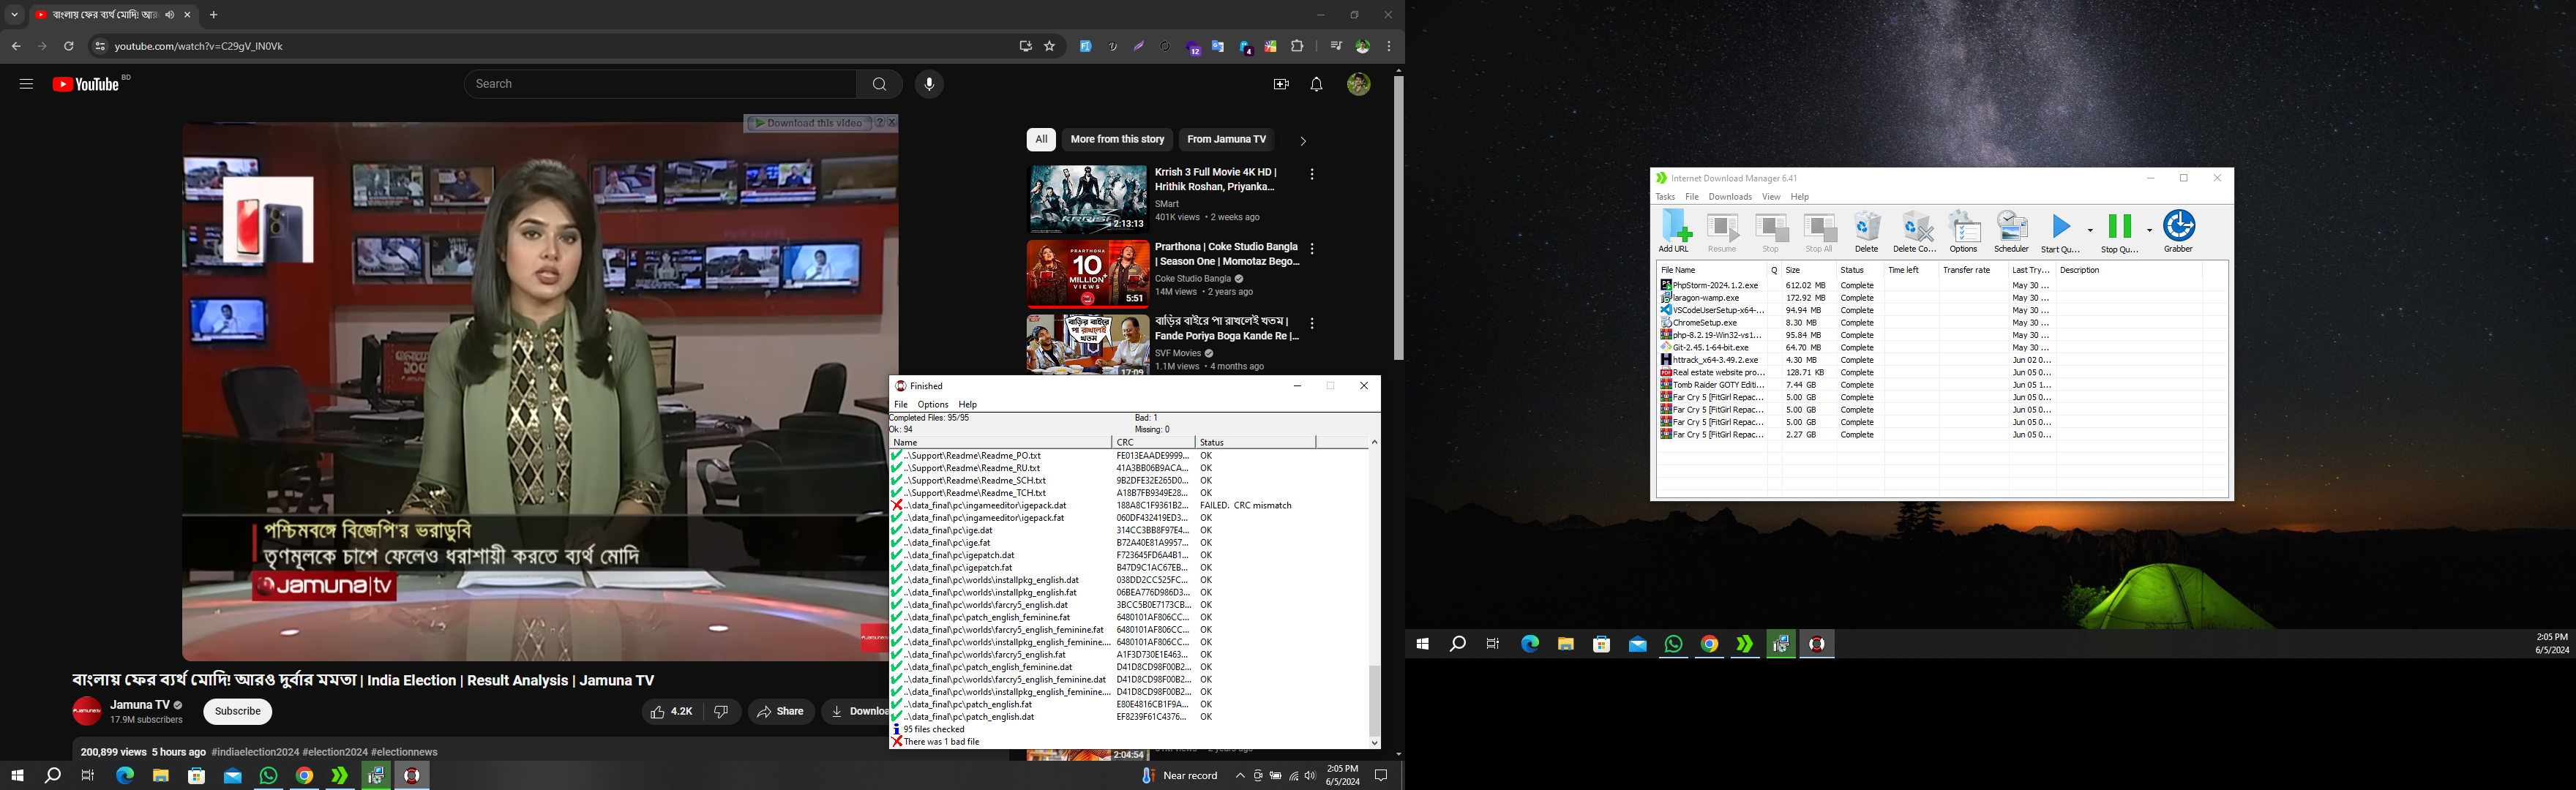 বাংলায় ফের ব্যর্থ মোদি! আর
youtube.com/watch?v=C29gV_IN0Vk
12
4
YouTube BD
Search
Download this video
পশ্চিমবঙ্গে বিজেপি'র ভরাডুবি
তৃণমূলকে চাপে ফেলেও ধরাশায়ী করতে ব্যর্থ মোদি
Jamuna|tv
বাংলায় ফের ব্যর্থ মোদি! আরও দুর্বার মমতা | India Election | Result Analysis | Jamuna TV
Jamuna TV
17.9M subscribers
Subscribe
4.2K
Share
Downloa
200,899 views 5 hours ago #indiaelection2024 #election2024 #electionnews
All
More from this story
From Jamuna TV
Krrish 3 Full Movie 4K HD |
Hrithik Roshan, Priyanka...
SMart
401K views • 2 weeks ago
2:13:13
Prarthona | Coke Studio Bangla
| Season One | Momotaz Bego...
Coke Studio Bangla
14M views • 2 years ago
PRARTHONA
10
MILLION+
VIEWS
5:51
বাড়ির বাইরে পা রাখলেই খতম |
Fande Poriya Boga Kande Re |...
SVF Movies
1.1M views • 4 months ago
বাড়ির বাইরে
পা রাখলেই
খতম
17:09
2:04:54
Finished
File Options Help
Completed Files: 95/95 Bad: 1
Ok: 94 Missing: 0
Name CRC Status
..\Support\Readme\Readme_PO.txt FE013EAADE9999... OK
..\Support\Readme\Readme_RU.txt 41A3BB06B9ACA... OK
..\Support\Readme\Readme_SCH.txt 9B2DFE32E265D0... OK
..\Support\Readme\Readme_TCH.txt A18B7FB9349E28... OK
..\data_final\pc\ingameeditor\igepack.dat 188A8C1F9361B2... FAILED. CRC mismatch
..\data_final\pc\ingameeditor\igepack.fat 060DF432419ED3... OK
..\data_final\pc\ige.dat 314CC3BB8F97E4... OK
..\data_final\pc\ige.fat B72A40E81A9957... OK
..\data_final\pc\igepatch.dat F723645FD6A4B1... OK
..\data_final\pc\igepatch.fat B47D9C1AC67EB... OK
..\data_final\pc\worlds\installpkg_english.dat 038DD2CC525FC... OK
..\data_final\pc\worlds\installpkg_english.fat 06BEA776D986D3... OK
..\data_final\pc\worlds\farcry5_english.dat 3BCC5B0E7173CB... OK
..\data_final\pc\patch_english_feminine.fat 6480101AF806CC... OK
..\data_final\pc\worlds\farcry5_english_feminine.fat 6480101AF806CC... OK
..\data_final\pc\worlds\installpkg_english_feminine.... 6480101AF806CC... OK
..\data_final\pc\worlds\farcry5_english.fat A1F3D730E1E463... OK
..\data_final\pc\patch_english_feminine.dat D41D8CD98F00B2... OK
..\data_final\pc\worlds\farcry5_english_feminine.dat D41D8CD98F00B2... OK
..\data_final\pc\worlds\installpkg_english_feminine.... D41D8CD98F00B2... OK
..\data_final\pc\patch_english.fat E80E4816CB1F9A... OK
..\data_final\pc\patch_english.dat EF8239F61C4376... OK
95 files checked
There was 1 bad file
Near record
2:05 PM
6/5/2024
Internet Download Manager 6.41
Tasks File Downloads View Help
Add URL Resume Stop Stop All Delete Delete Co... Options Scheduler Start Qu... Stop Qu... Grabber
File Name Q Size Status Time left Transfer rate Last Try... Description
PhpStorm-2024.1.2.exe 612.02 MB Complete May 30 ...
laragon-wamp.exe 172.92 MB Complete May 30 ...
VSCodeUserSetup-x64-... 94.94 MB Complete May 30 ...
ChromeSetup.exe 8.30 MB Complete May 30 ...
php-8.2.19-Win32-vs1... 95.84 MB Complete May 30 ...
Git-2.45.1-64-bit.exe 64.70 MB Complete May 30 ...
httrack_x64-3.49.2.exe 4.30 MB Complete Jun 02 0...
Real estate website pro... 128.71 KB Complete Jun 05 0...
Tomb Raider GOTY Editi... 7.44 GB Complete Jun 05 1...
Far Cry 5 [FitGirl Repac... 5.00 GB Complete Jun 05 0...
Far Cry 5 [FitGirl Repac... 5.00 GB Complete Jun 05 0...
Far Cry 5 [FitGirl Repac... 5.00 GB Complete Jun 05 0...
Far Cry 5 [FitGirl Repac... 2.27 GB Complete Jun 05 0...
2:05 PM
6/5/2024